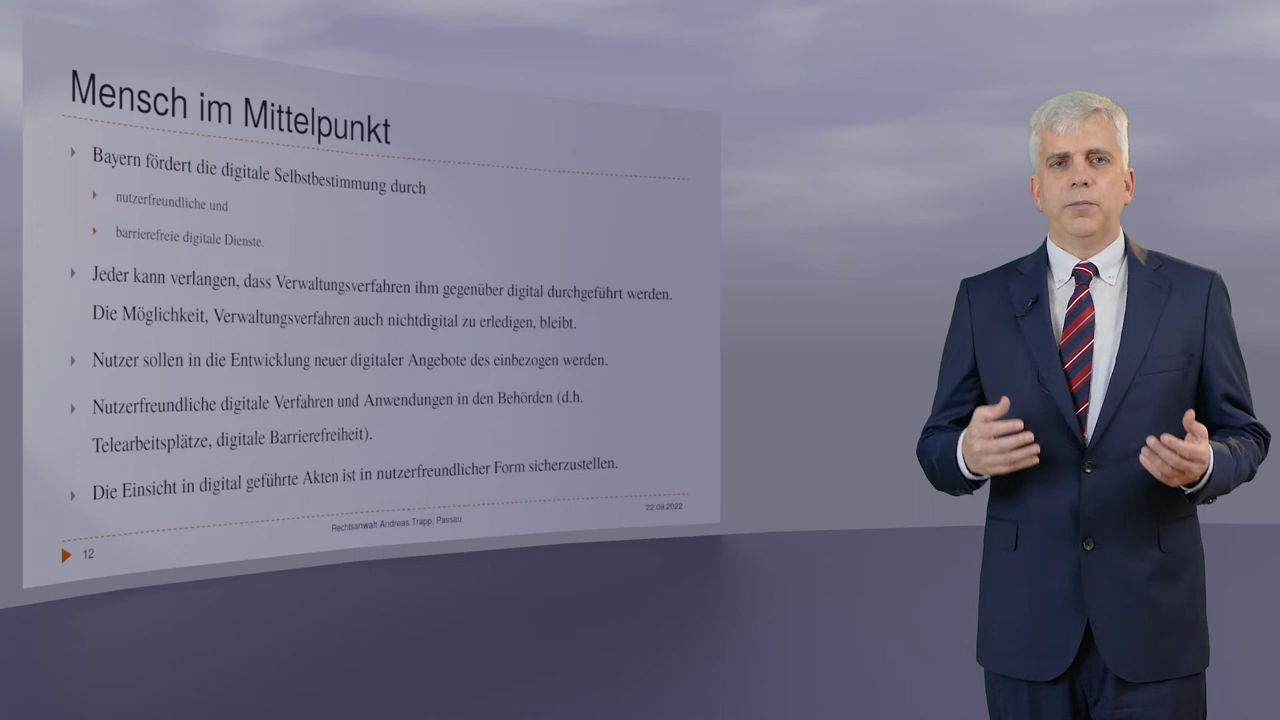 Mensch im Mittelpunkt
Bayern fördert die digitale Selbstbestimmung durch
nutzerfreundliche und
barrierefreie digitale Dienste.
Jeder kann verlangen, dass Verwaltungsverfahren ihm gegenüber digital durchgeführt werden.
Die Möglichkeit, Verwaltungsverfahren auch nichtdigital zu erledigen, bleibt.
Nutzer sollen in die Entwicklung neuer digitaler Angebote des einbezogen werden.
Nutzerfreundliche digitale Verfahren und Anwendungen in den Behörden (d.h.
Telearbeitsplätze, digitale Barrierefreiheit).
Die Einsicht in digital geführte Akten ist in nutzerfreundlicher Form sicherzustellen.
12
Rechtsanwalt Andreas Trapp, Passau
22.09.2022